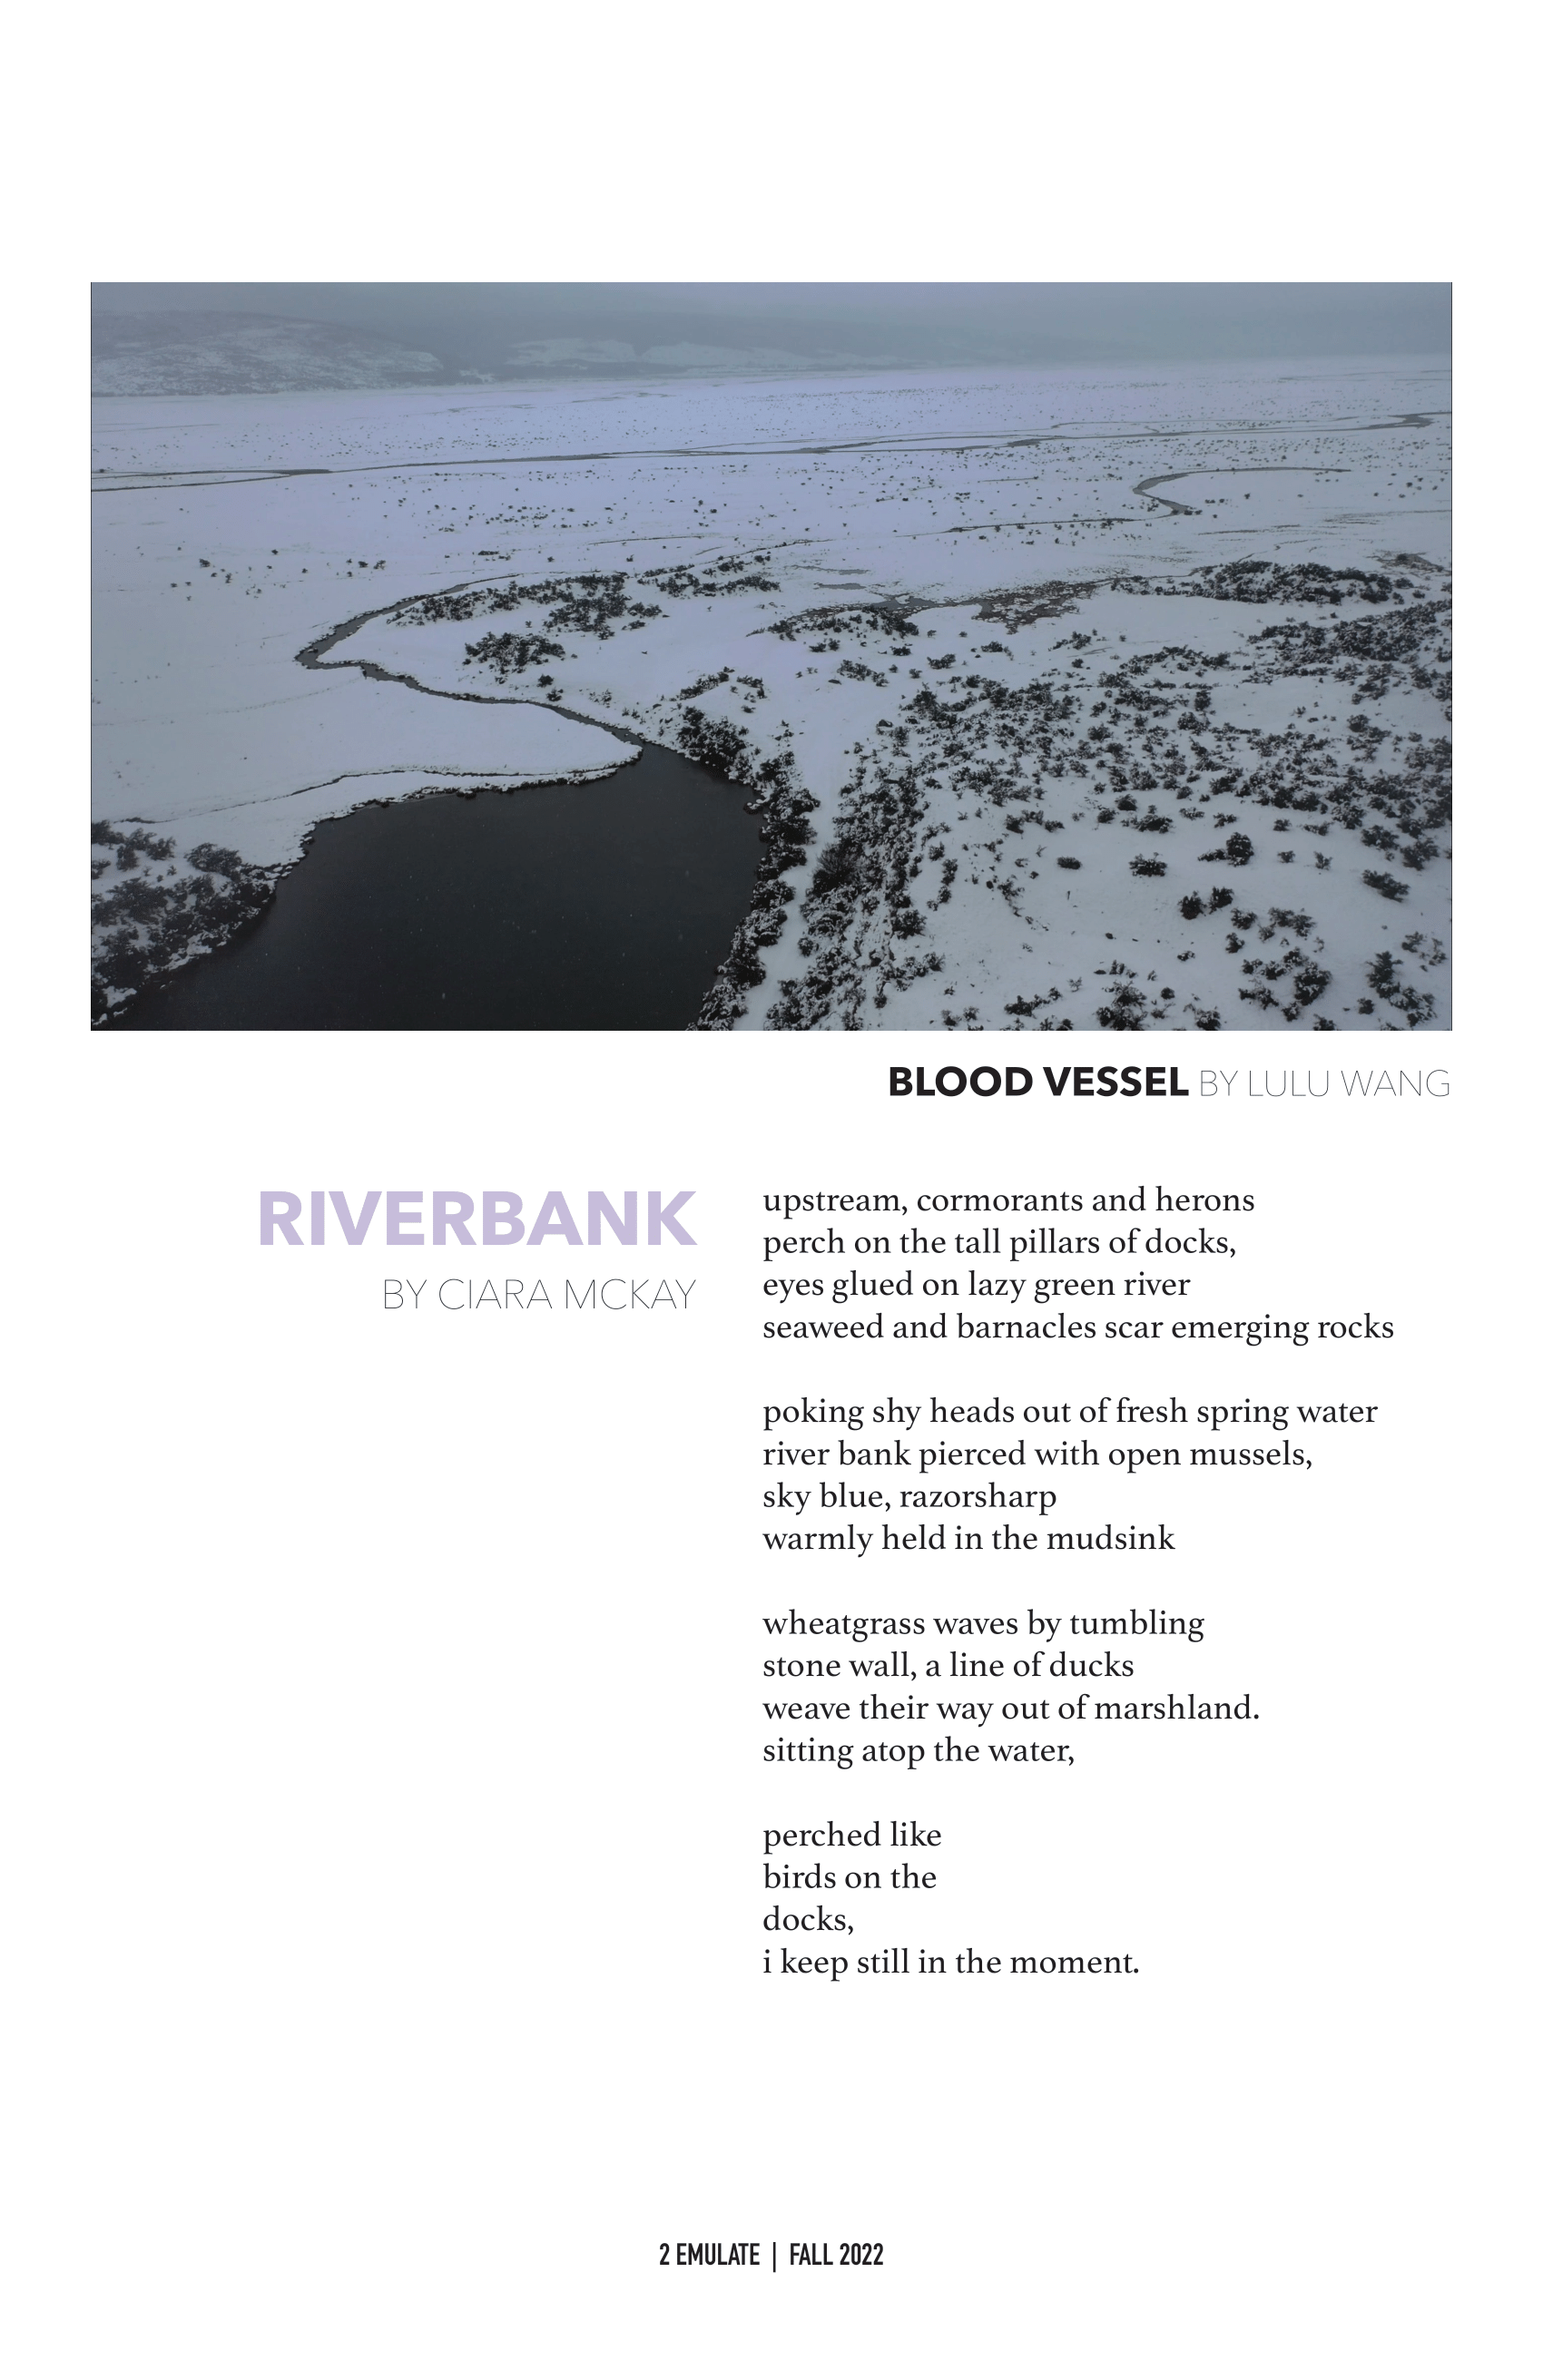 BLOOD VESSEL BY LULU WANG
RIVERBANK
BY CIARA MCKAY
upstream, cormorants and herons
perch on the tall pillars of docks,
eyes glued on lazy green river
seaweed and barnacles scar emerging rocks
poking shy heads out of fresh spring water
river bank pierced with open mussels,
sky blue, razorsharp
warmly held in the mudsink
wheatgrass waves by tumbling
stone wall, a line of ducks
weave their way out of marshland.
sitting atop the water,
perched like
birds on the
docks,
i keep still in the moment.
2 EMULATE | FALL 2022